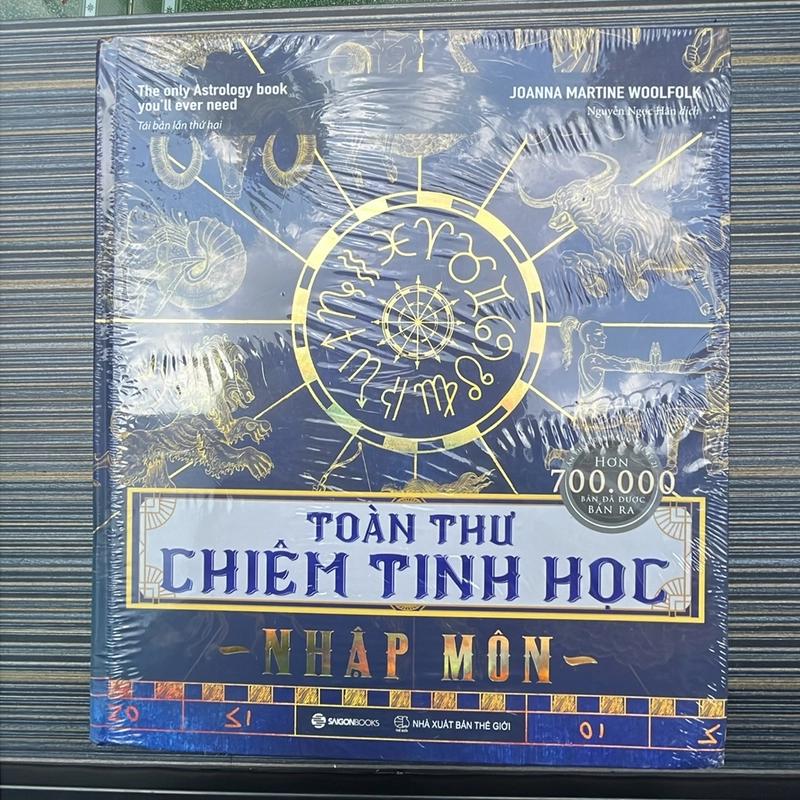 The only Astrology book
you'll ever need
Tái bản lần thứ hai
JOANNA MARTINE WOOLFOLK
Nguyễn Ngọc Hân dịch
HƠN
700.000
BẢN ĐÃ ĐƯỢC
BÁN RA
TOÀN THƯ
CHIÊM TINH HỌC
NHẬP MÔN
SAIGONBOOKS
THẾ GIỚI
NHÀ XUẤT BẢN THẾ GIỚI